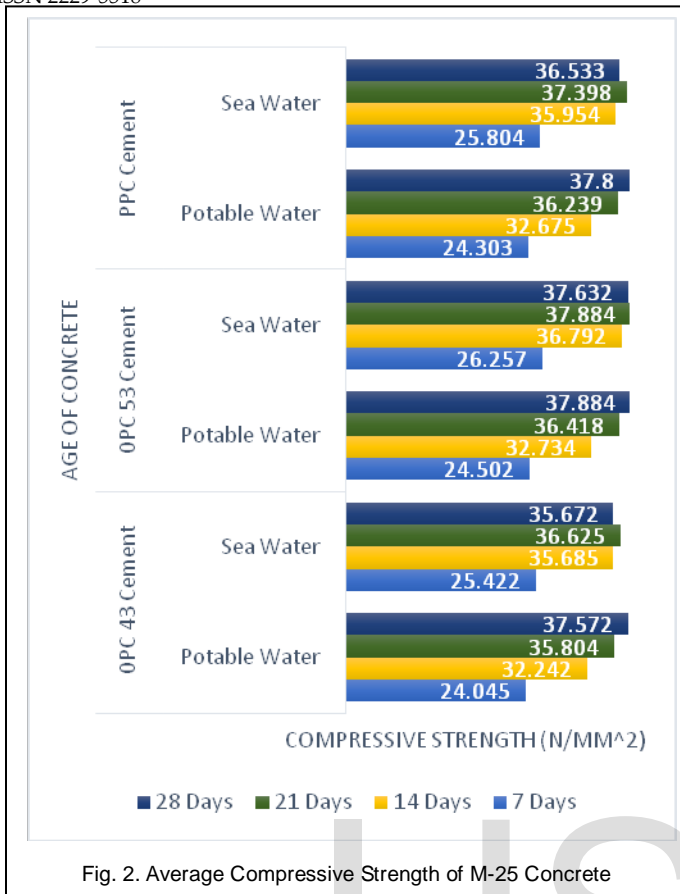 ISSN 2229-5518
PPC Cement
Sea Water
36.533
37.398
35.954
25.804
Potable Water
37.8
36.239
32.675
24.303
AGE OF CONCRETE
0PC 53 Cement
Sea Water
37.632
37.884
36.792
26.257
Potable Water
37.884
36.418
32.734
24.502
0PC 43 Cement
Sea Water
35.672
36.625
35.685
25.422
Potable Water
37.572
35.804
32.242
24.045
COMPRESSIVE STRENGTH (N/MM^2)
28 Days 21 Days 14 Days 7 Days
Fig. 2. Average Compressive Strength of M-25 Concrete